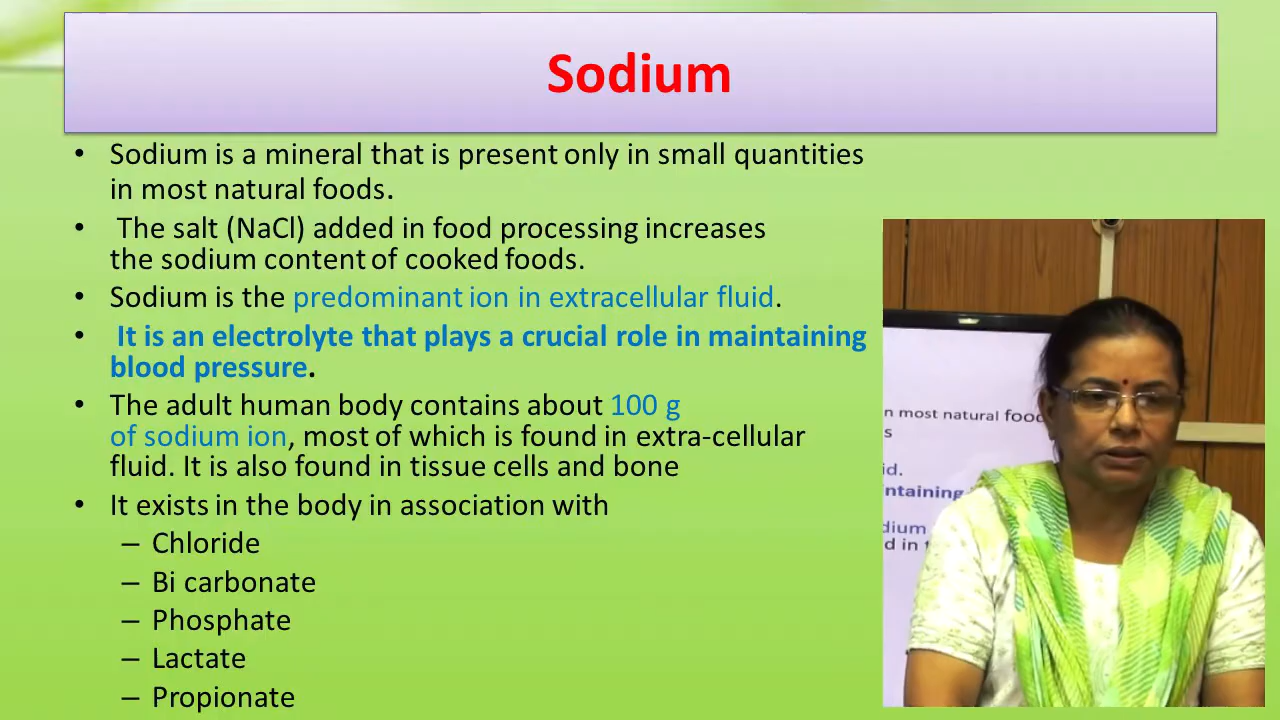 Sodium
• Sodium is a mineral that is present only in small quantities
in most natural foods.
• The salt (NaCl) added in food processing increases
the sodium content of cooked foods.
• Sodium is the predominant ion in extracellular fluid.
• It is an electrolyte that plays a crucial role in maintaining
blood pressure.
• The adult human body contains about 100 g
of sodium ion, most of which is found in extra-cellular
fluid. It is also found in tissue cells and bone
• It exists in the body in association with
– Chloride
– Bi carbonate
– Phosphate
– Lactate
– Propionate
n most natural food
s
id.
ntaining
dium
d in